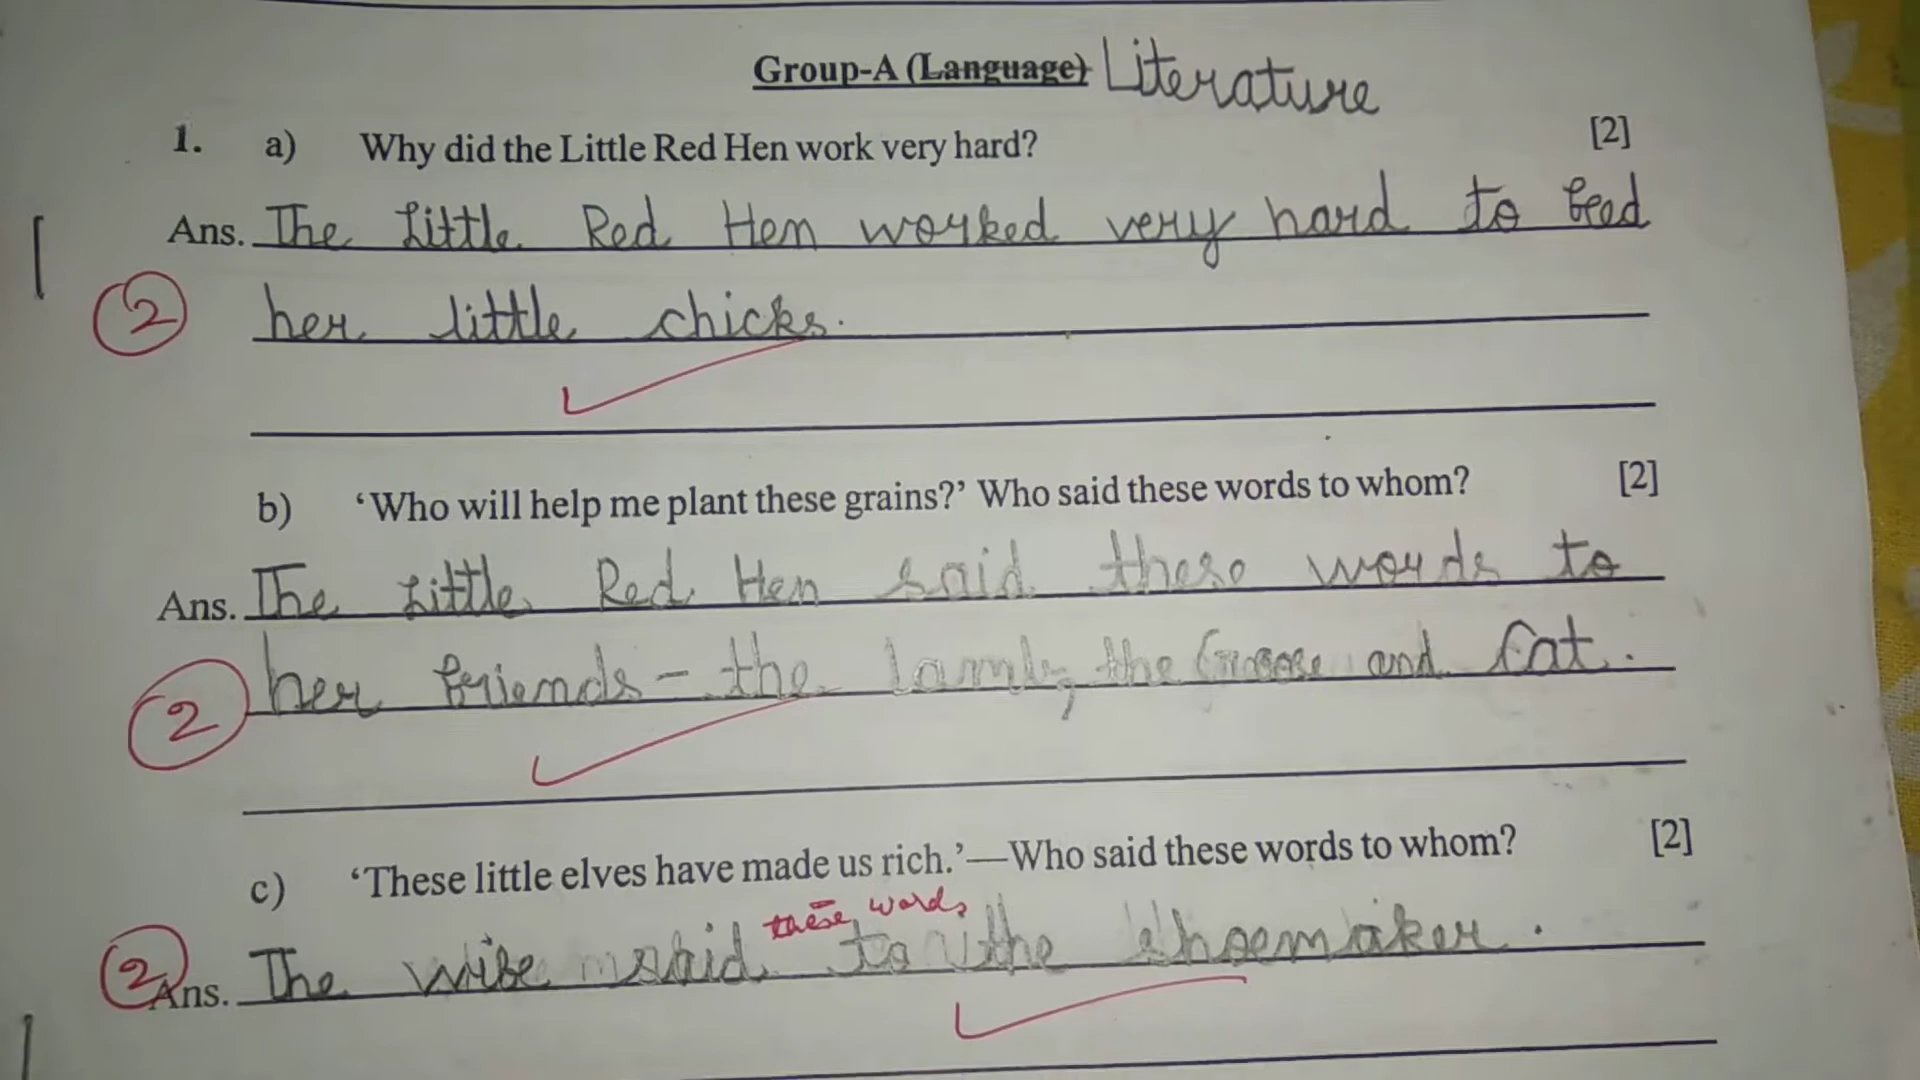 Group-A (Language) Literature
1. a) Why did the Little Red Hen work very hard? [2]
Ans. The Little Red Hen worked very hard to feed
2 her little chicks.
b) ‘Who will help me plant these grains?’ Who said these words to whom? [2]
Ans. The Little Red Hen said these words to
2 her friends - the lamb, the Goose and Cat.
c) ‘These little elves have made us rich.’—Who said these words to whom? [2]
these words
2 Ans. The wise said to the shoemaker.